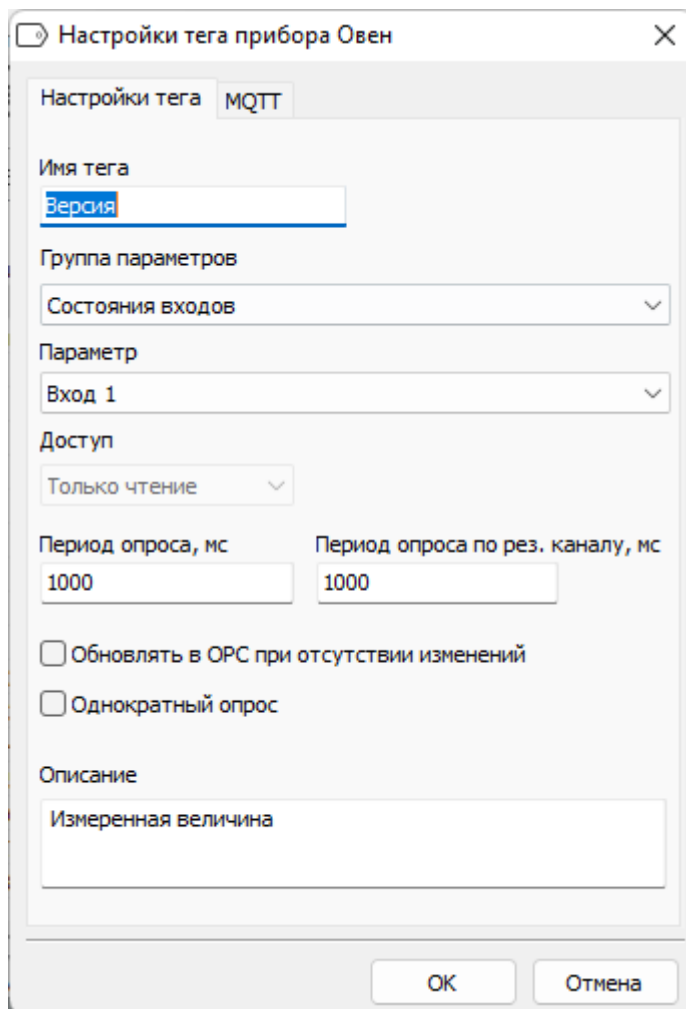 Настройки тега прибора Овен
Настройки тега MQTT
Имя тега
Версия
Группа параметров
Состояния входов
Параметр
Вход 1
Доступ
Только чтение
Период опроса, мс Период опроса по рез. каналу, мс
1000 1000
Обновлять в OPC при отсутствии изменений
Однократный опрос
Описание
Измеренная величина
OK Отмена